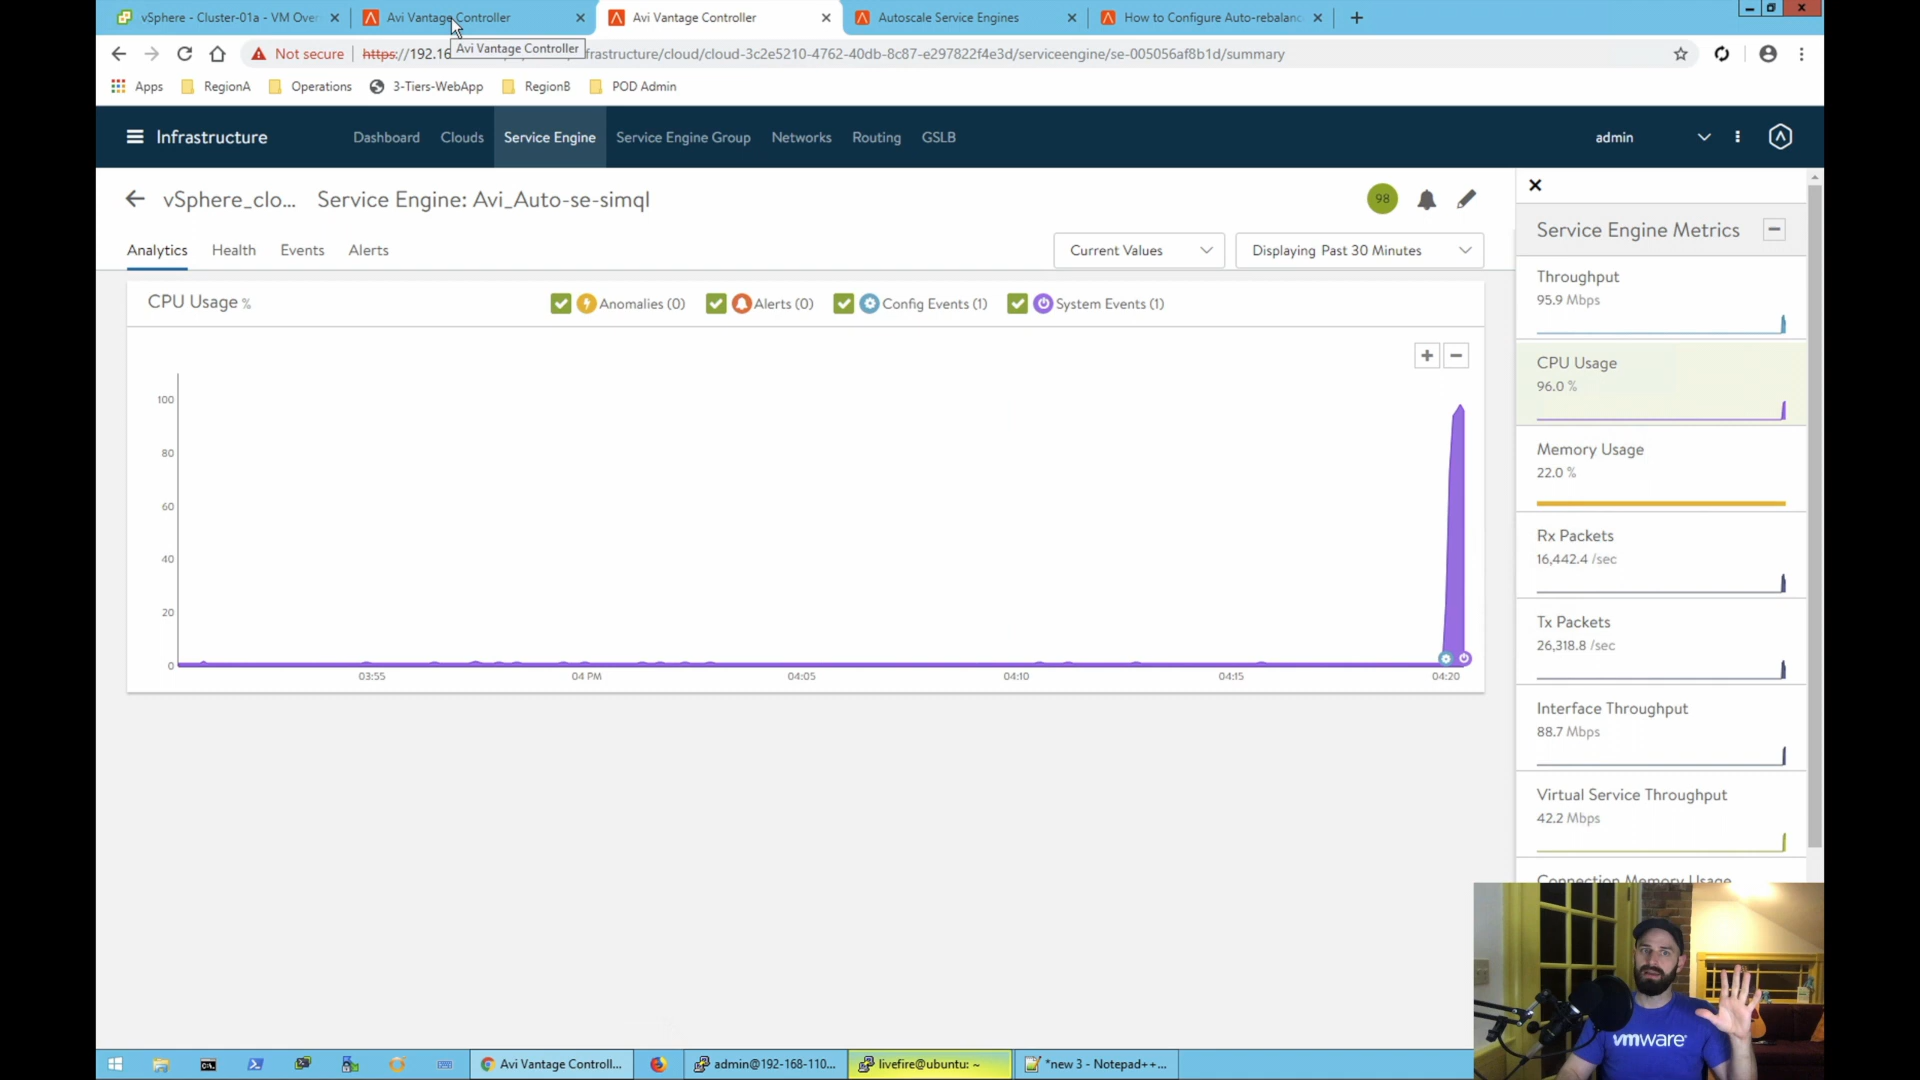 vSphere - Cluster-01a - VM Over
Avi Vantage Controller
Avi Vantage Controller
Autoscale Service Engines
How to Configure Auto-rebalanc
Not secure
https://192.16
Avi Vantage Controller
frastructure/cloud/cloud-3c2e5210-4762-40db-8c87-e297822f4e3d/serviceengine/se-005056af8b1d/summary
Apps
RegionA
Operations
3-Tiers-WebApp
RegionB
POD Admin
Infrastructure
Dashboard
Clouds
Service Engine
Service Engine Group
Networks
Routing
GSLB
admin
vSphere_clo...
Service Engine: Avi_Auto-se-simql
98
Analytics
Health
Events
Alerts
Current Values
Displaying Past 30 Minutes
CPU Usage %
Anomalies (0)
Alerts (0)
Config Events (1)
System Events (1)
100
80
60
40
20
0
03:55
04 PM
04:05
04:10
04:15
04:20
Service Engine Metrics
Throughput
95.9 Mbps
CPU Usage
96.0 %
Memory Usage
22.0 %
Rx Packets
16,442.4 /sec
Tx Packets
26,318.8 /sec
Interface Throughput
88.7 Mbps
Virtual Service Throughput
42.2 Mbps
Connection Memory Usage
vmware
Avi Vantage Controll...
admin@192-168-110...
livefire@ubuntu: ~
*new 3 - Notepad++...